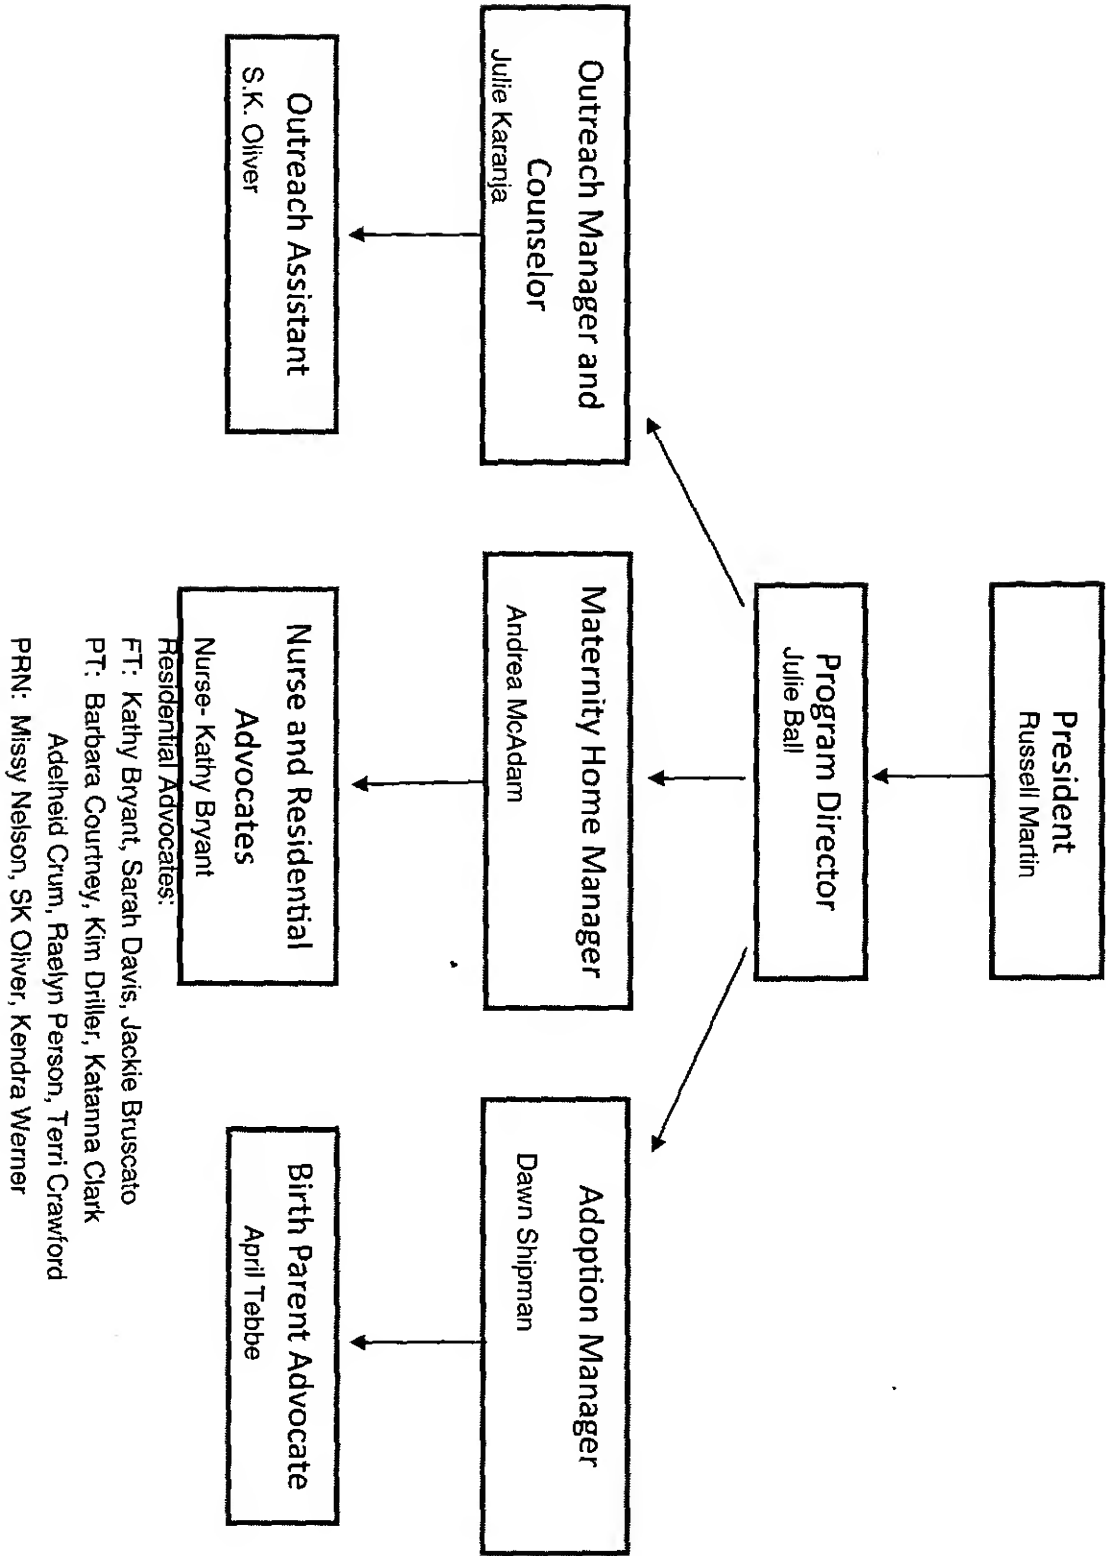 President
Russell Martin
Program Director
Julie Ball
Outreach Manager and
Counselor
Julie Karanja
Maternity Home Manager
Andrea McAdam
Adoption Manager
Dawn Shipman
Outreach Assistant
S.K. Oliver
Nurse and Residential
Advocates
Nurse- Kathy Bryant
Residential Advocates:
FT: Kathy Bryant, Sarah Davis, Jackie Bruscato
PT: Barbara Courtney, Kim Driller, Katanna Clark
Adelheid Crum, Raelyn Person, Terri Crawford
PRN: Missy Nelson, SK Oliver, Kendra Werner
Birth Parent Advocate
April Tebbe